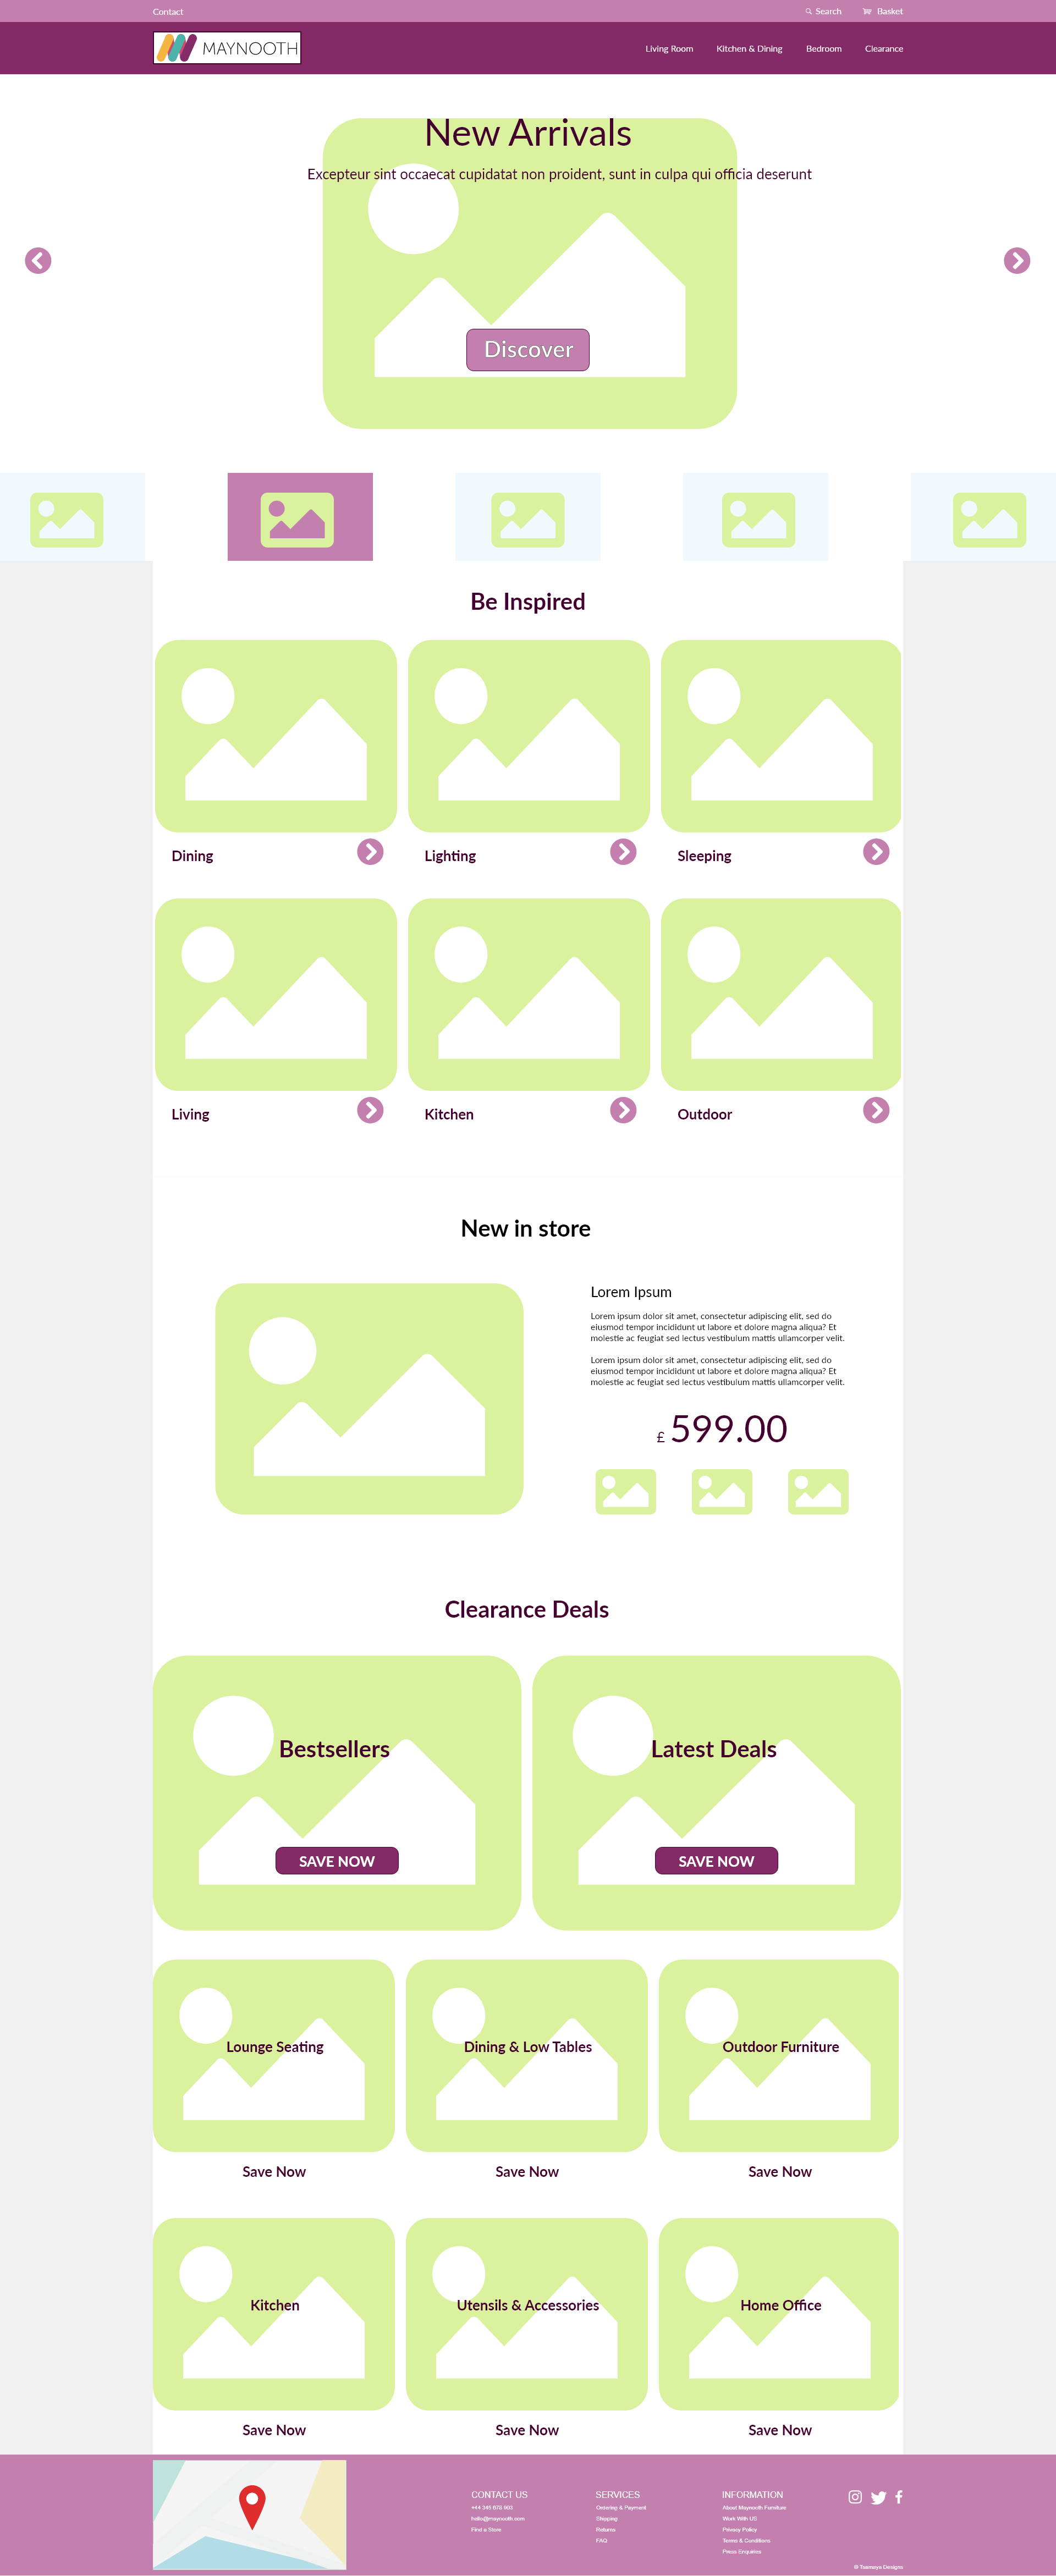 Contact
Search
Basket
MAYNOOTH
Living Room
Kitchen & Dining
Bedroom
Clearance
New Arrivals
Excepteur sint occaecat cupidatat non proident, sunt in culpa qui officia deserunt
Discover
Be Inspired
Dining
Lighting
Sleeping
Living
Kitchen
Outdoor
New in store
Lorem Ipsum
Lorem ipsum dolor sit amet, consectetur adipiscing elit, sed do
eiusmod tempor incididunt ut labore et dolore magna aliqua? Et
molestie ac feugiat sed lectus vestibulum mattis ullamcorper velit.
Lorem ipsum dolor sit amet, consectetur adipiscing elit, sed do
eiusmod tempor incididunt ut labore et dolore magna aliqua? Et
molestie ac feugiat sed lectus vestibulum mattis ullamcorper velit.
£ 599.00
Clearance Deals
Bestsellers
SAVE NOW
Latest Deals
SAVE NOW
Lounge Seating
Dining & Low Tables
Outdoor Furniture
Save Now
Save Now
Save Now
Kitchen
Utensils & Accessories
Home Office
Save Now
Save Now
Save Now
CONTACT US
hello@maynooth.com
Find a Store
SERVICES
Ordering & Payment
Shipping
Returns
FAQ
INFORMATION
About Maynooth Furniture
Work With US
Privacy Policy
Terms & Conditions
Press Enquiries
© Tsamaya Designs